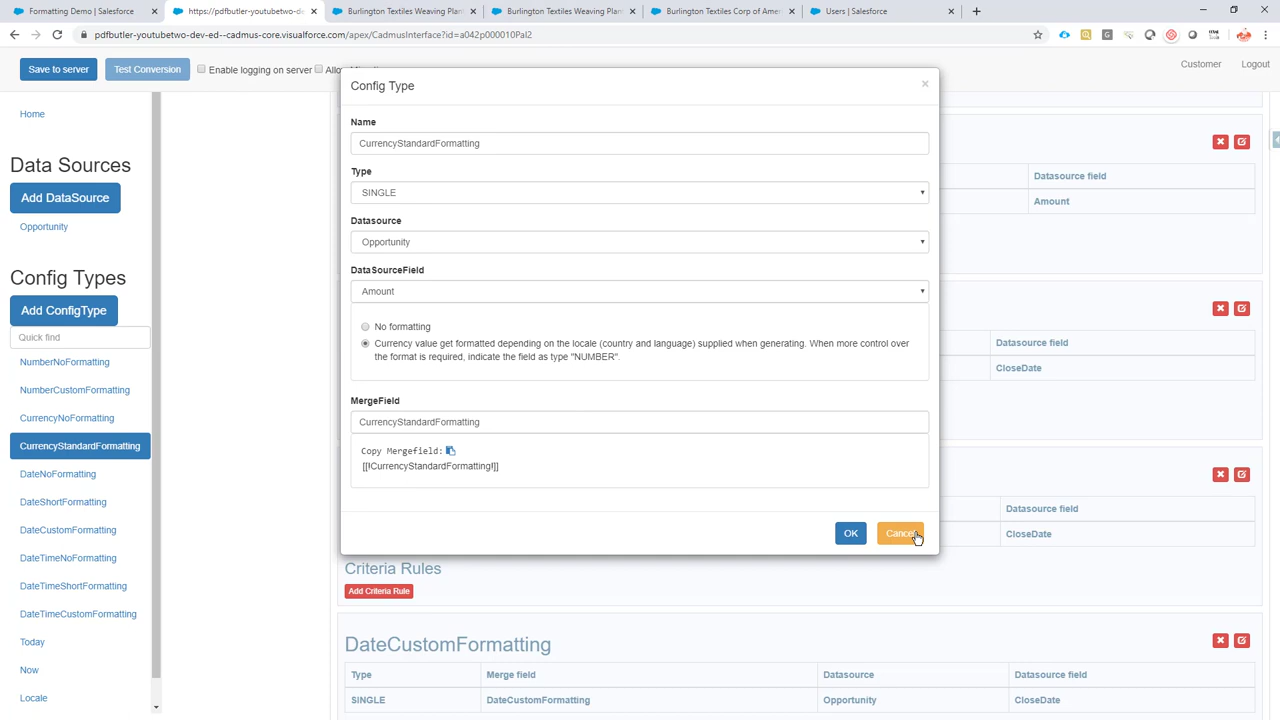 Formatting Demo | Salesforce
https://pdfbutler-youtubetwo-de
Burlington Textiles Weaving Plan
Burlington Textiles Weaving Plan
Burlington Textiles Corp of Amer
Users | Salesforce
pdfbutler-youtubetwo-dev-ed--cadmus-core.visualforce.com/apex/CadmusInterface?id=a042p000010Pal2
Save to server
Test Conversion
Enable logging on server
Customer
Logout
Home
Data Sources
Add DataSource
Opportunity
Config Types
Add ConfigType
Quick find
NumberNoFormatting
NumberCustomFormatting
CurrencyNoFormatting
CurrencyStandardFormatting
DateNoFormatting
DateShortFormatting
DateCustomFormatting
DateTimeNoFormatting
DateTimeShortFormatting
DateTimeCustomFormatting
Today
Now
Locale
Config Type
×
Name
CurrencyStandardFormatting
Type
SINGLE
Datasource
Opportunity
DataSourceField
Amount
No formatting
Currency value get formatted depending on the locale (country and language) supplied when generating. When more control over
the format is required, indicate the field as type "NUMBER".
MergeField
CurrencyStandardFormatting
Copy Mergefield:
[[!CurrencyStandardFormatting!]]
OK
Cancel
Datasource field
Amount
Datasource field
CloseDate
Datasource field
CloseDate
Criteria Rules
Add Criteria Rule
DateCustomFormatting
Type Merge field Datasource Datasource field
SINGLE DateCustomFormatting Opportunity CloseDate